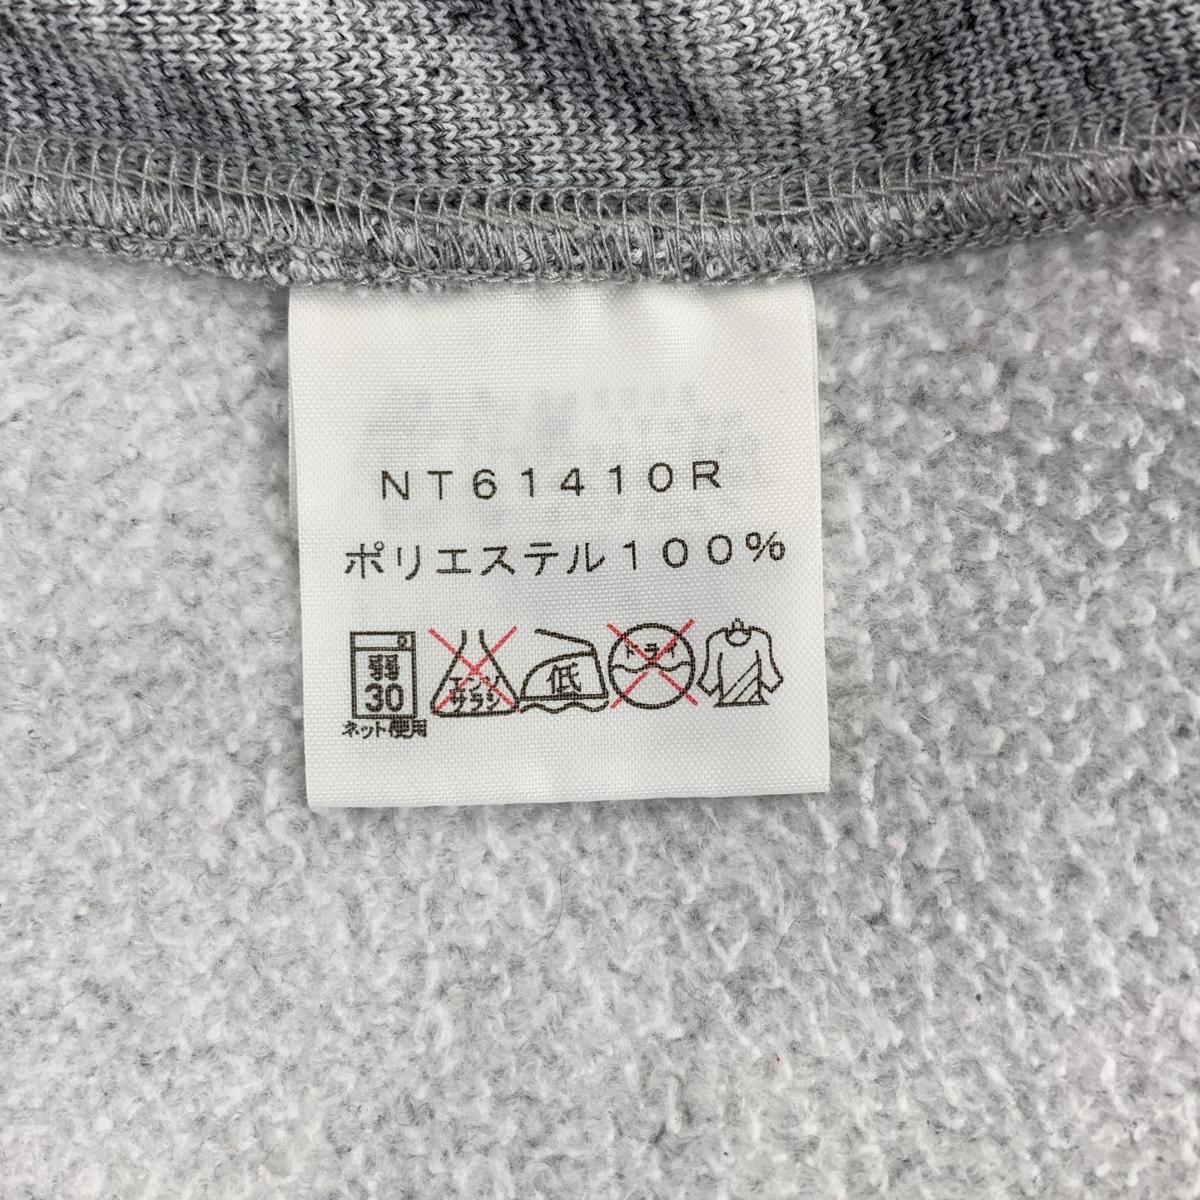 NT61410R
ポリエステル100%
弱 30 エンソ サラシ 低 ドライ
ネット使用